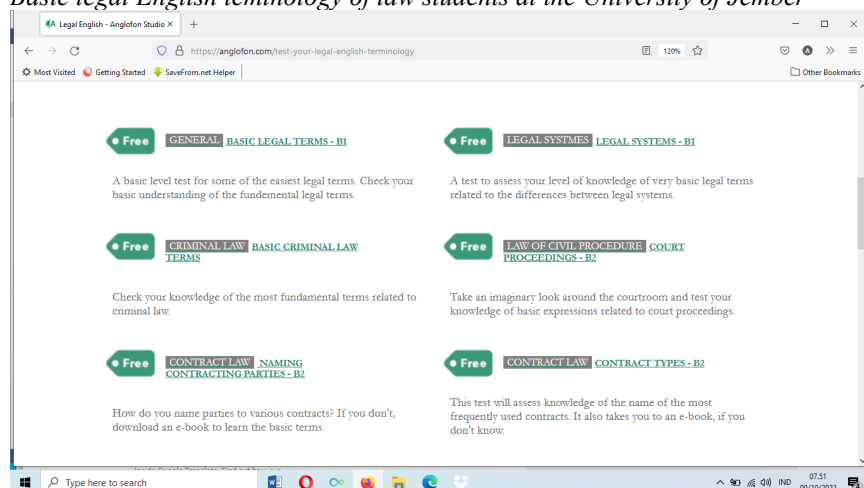 Basic legal English teminology of law students at the University of Jember
Legal English - Anglofon Studio
https://anglofon.com/test-your-legal-english-terminology
120%
Most Visited Getting Started SaveFrom.net Helper Other Bookmarks
Free GENERAL BASIC LEGAL TERMS - B1
A basic level test for some of the easiest legal terms. Check your
basic understanding of the fundemental legal terms.
Free LEGAL SYSTMES LEGAL SYSTEMS - B1
A test to assess your level of knowledge of very basic legal terms
related to the differences between legal systems.
Free CRIMINAL LAW BASIC CRIMINAL LAW
TERMS
Check your knowledge of the most fundamental terms related to
criminal law.
Free LAW OF CIVIL PROCEDURE COURT
PROCEEDINGS - B2
Take an imaginary look around the courtroom and test your
knowledge of basic expressions related to court proceedings.
Free CONTRACT LAW NAMING
CONTRACTING PARTIES - B2
How do you name parties to various contracts? If you don't,
download an e-book to learn the basic terms.
Free CONTRACT LAW CONTRACT TYPES - B2
This test will assess knowledge of the name of the most
frequently used contracts. It also takes you to an e-book, if you
don't know.
Type here to search
IND
07.51
09/10/2022